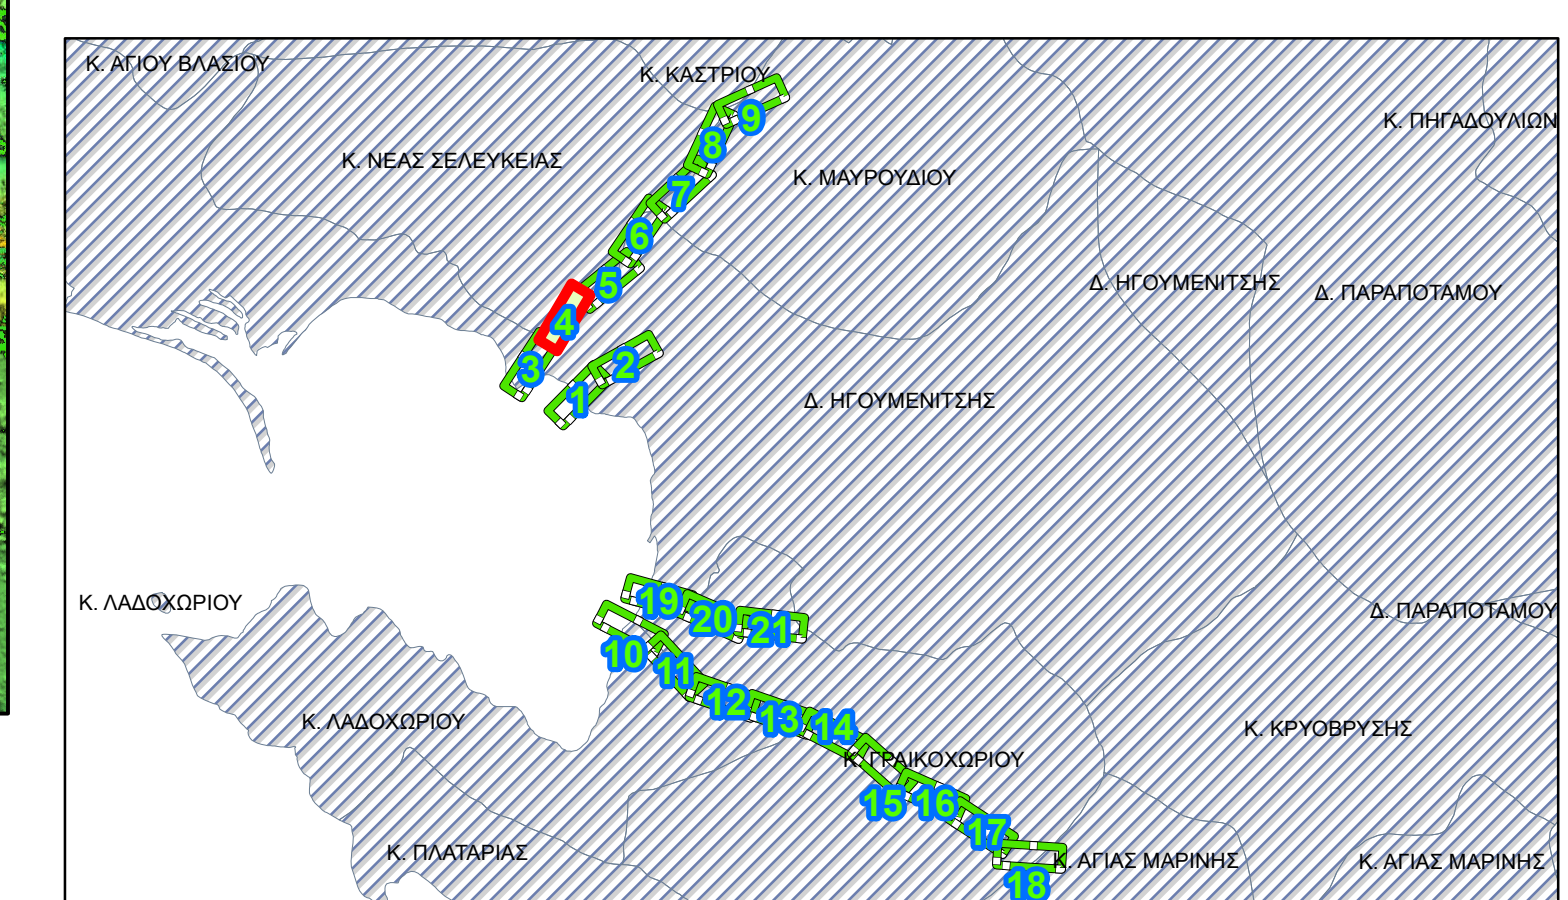 Κ. ΑΓΙΟΥ ΒΛΑΣΙΟΥ
Κ. ΚΑΣΤΡΙΟΥ
9
Κ. ΠΗΓΑΔΟΥΛΙΩΝ
8
Κ. ΝΕΑΣ ΣΕΛΕΥΚΕΙΑΣ
Κ. ΜΑΥΡΟΥΔΙΟΥ
7
6
5
Δ. ΗΓΟΥΜΕΝΙΤΣΗΣ
Δ. ΠΑΡΑΠΟΤΑΜΟΥ
4
3
2
1
Δ. ΗΓΟΥΜΕΝΙΤΣΗΣ
Κ. ΛΑΔΟΧΩΡΙΟΥ
19
20
21
Δ. ΠΑΡΑΠΟΤΑΜΟΥ
10
11
12
13
14
Κ. ΛΑΔΟΧΩΡΙΟΥ
Κ. ΚΡΥΟΒΡΥΣΗΣ
Κ. ΓΡΑΙΚΟΧΩΡΙΟΥ
15
16
17
Κ. ΠΛΑΤΑΡΙΑΣ
Κ. ΑΓΙΑΣ ΜΑΡΙΝΗΣ
Κ. ΑΓΙΑΣ ΜΑΡΙΝΗΣ
18